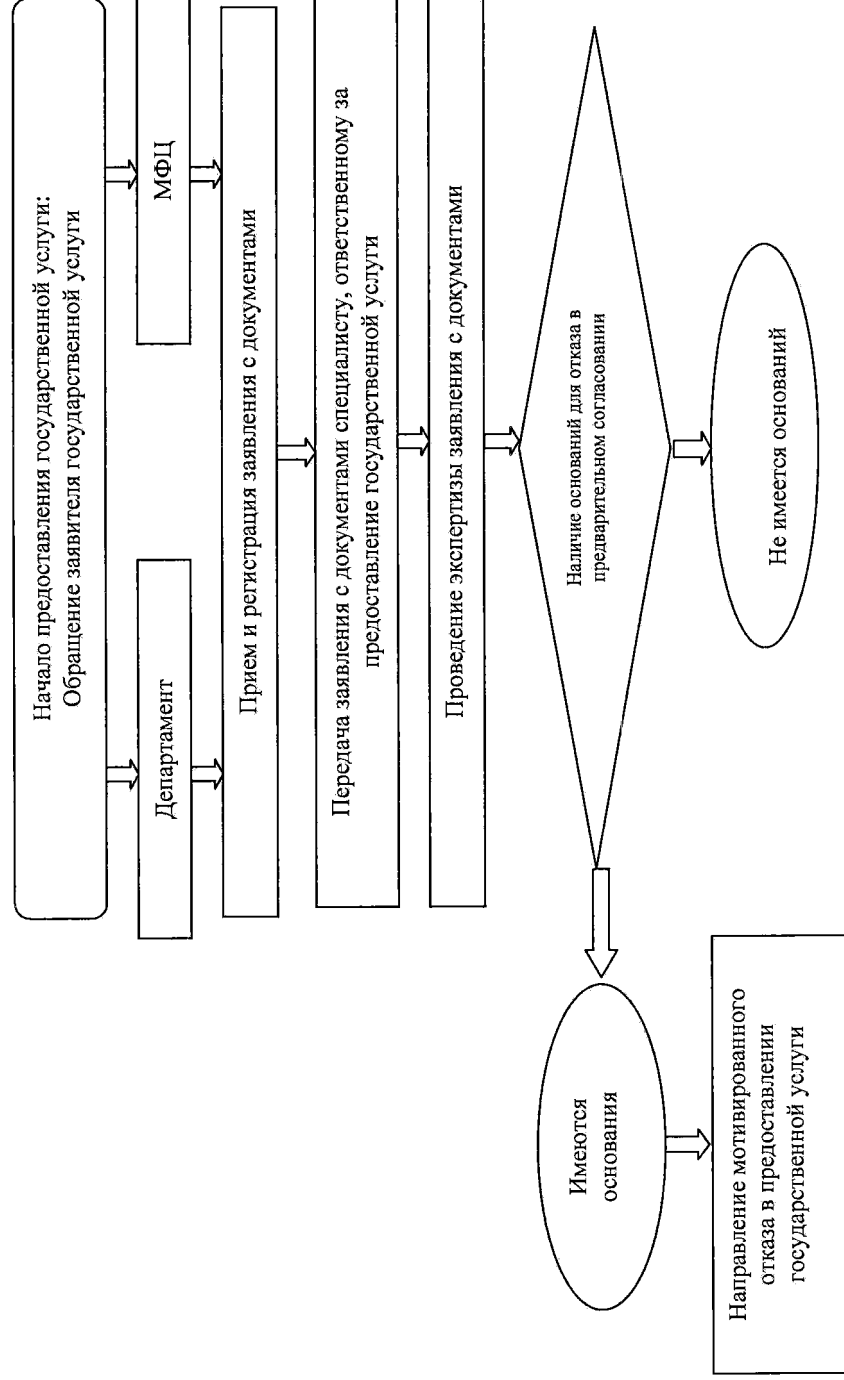 Начало предоставления государственной услуги:
Обращение заявителя государственной услуги
Департамент
МФЦ
Прием и регистрация заявления с документами
Передача заявления с документами специалисту, ответственному за
предоставление государственной услуги
Проведение экспертизы заявления с документами
Наличие оснований для отказа в
предварительном согласовании
Имеются
основания
Не имеется оснований
Направление мотивированного
отказа в предоставлении
государственной услуги